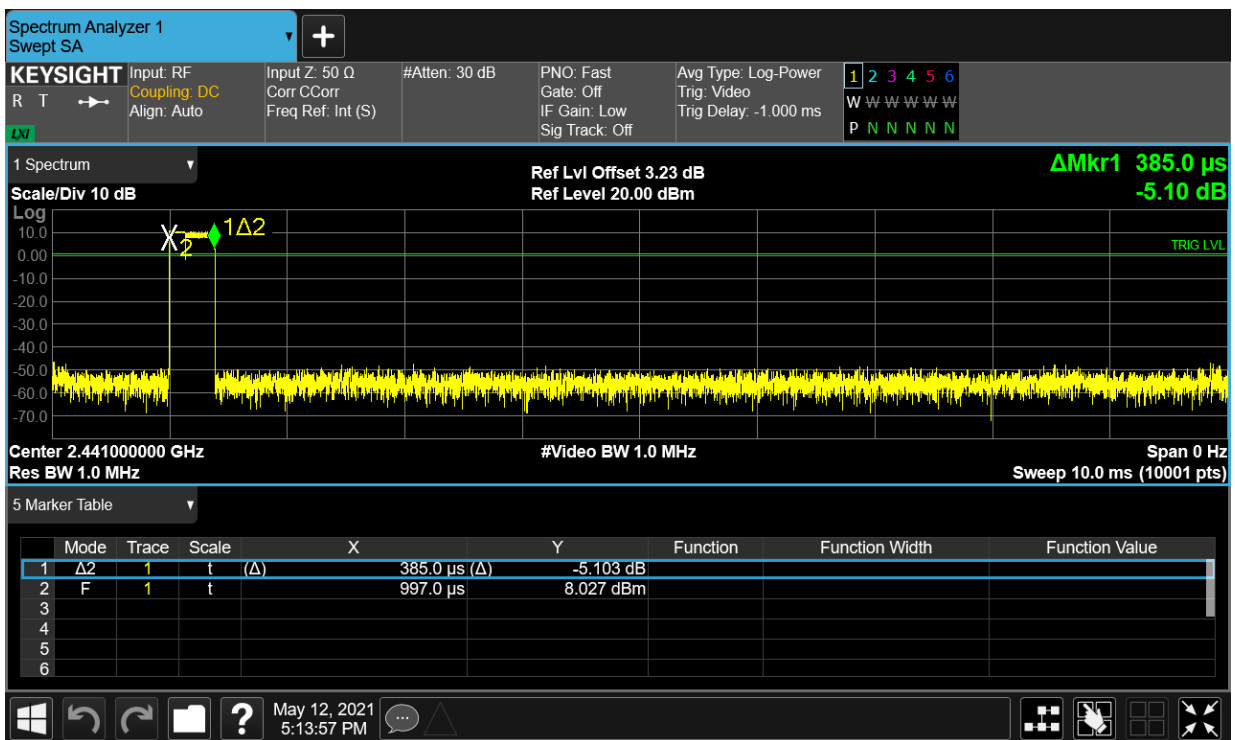 Spectrum Analyzer 1
Swept SA
+
KEYSIGHT
R T
LXI
Input: RF
Coupling: DC
Align: Auto
Input Z: 50 Ω
Corr CCorr
Freq Ref: Int (S)
#Atten: 30 dB
PNO: Fast
Gate: Off
IF Gain: Low
Sig Track: Off
Avg Type: Log-Power
Trig: Video
Trig Delay: -1.000 ms
1 2 3 4 5 6
W W W W W W
P N N N N N
1 Spectrum
Scale/Div 10 dB
Ref Lvl Offset 3.23 dB
Ref Level 20.00 dBm
ΔMkr1 385.0 µs
-5.10 dB
Log
10.0
0.00
-10.0
-20.0
-30.0
-40.0
-50.0
-60.0
-70.0
1Δ2
2
TRIG LVL
Center 2.441000000 GHz
Res BW 1.0 MHz
#Video BW 1.0 MHz
Span 0 Hz
Sweep 10.0 ms (10001 pts)
5 Marker Table
Mode Trace Scale X Y Function Function Width Function Value
1 Δ2 1 t (Δ) 385.0 µs (Δ) -5.103 dB
2 F 1 t 997.0 µs 8.027 dBm
3
4
5
6
?
May 12, 2021
5:13:57 PM